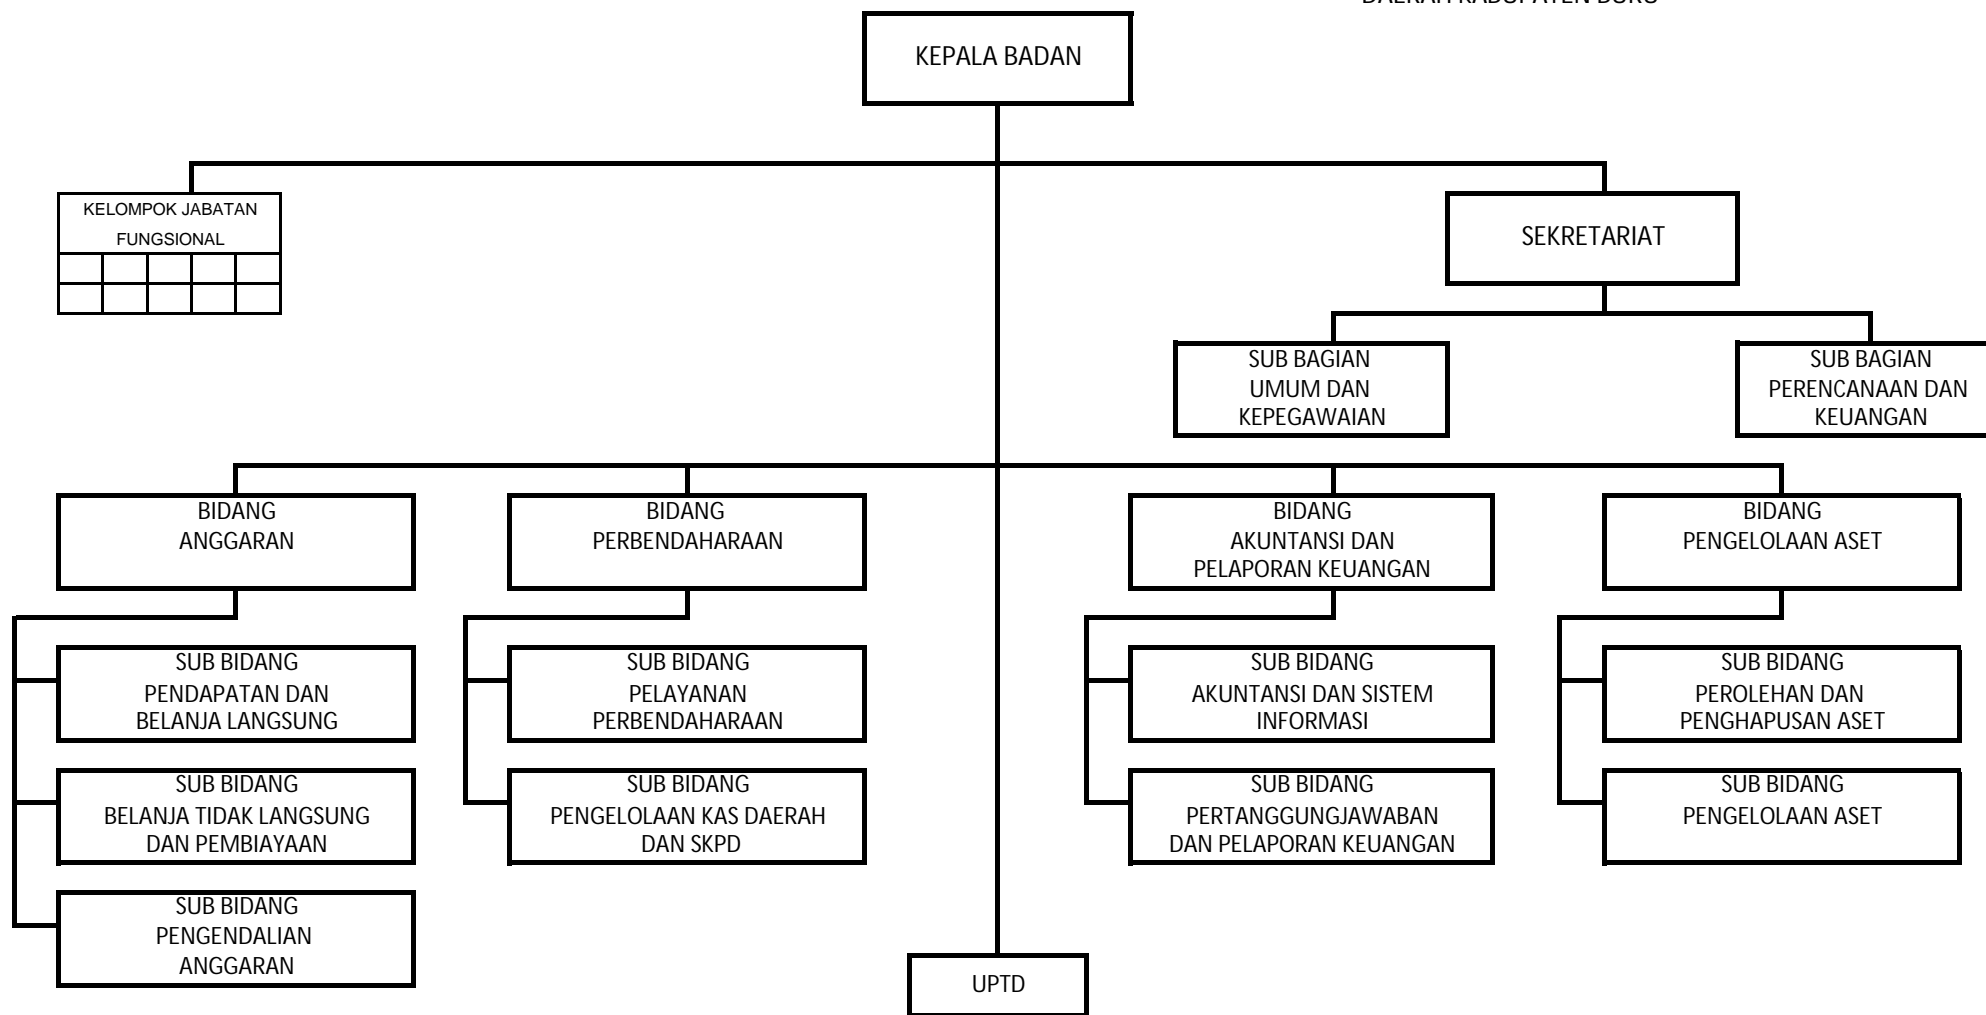 DAERAH KABUPATEN BURU
KEPALA BADAN
KELOMPOK JABATAN
FUNGSIONAL
SEKRETARIAT
SUB BAGIAN
UMUM DAN
KEPEGAWAIAN
SUB BAGIAN
PERENCANAAN DAN
KEUANGAN
BIDANG
ANGGARAN
BIDANG
PERBENDAHARAAN
BIDANG
AKUNTANSI DAN
PELAPORAN KEUANGAN
BIDANG
PENGELOLAAN ASET
SUB BIDANG
PENDAPATAN DAN
BELANJA LANGSUNG
SUB BIDANG
PELAYANAN
PERBENDAHARAAN
SUB BIDANG
AKUNTANSI DAN SISTEM
INFORMASI
SUB BIDANG
PEROLEHAN DAN
PENGHAPUSAN ASET
SUB BIDANG
BELANJA TIDAK LANGSUNG
DAN PEMBIAYAAN
SUB BIDANG
PENGELOLAAN KAS DAERAH
DAN SKPD
SUB BIDANG
PERTANGGUNGJAWABAN
DAN PELAPORAN KEUANGAN
SUB BIDANG
PENGELOLAAN ASET
SUB BIDANG
PENGENDALIAN
ANGGARAN
UPTD